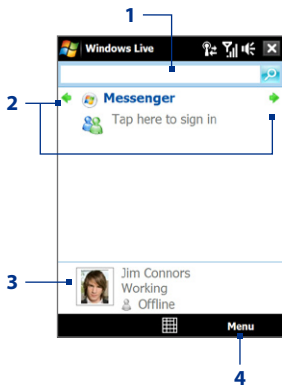 1
Windows Live
2
Messenger
Tap here to sign in
3
Jim Connors
Working
Offline
Menu
4